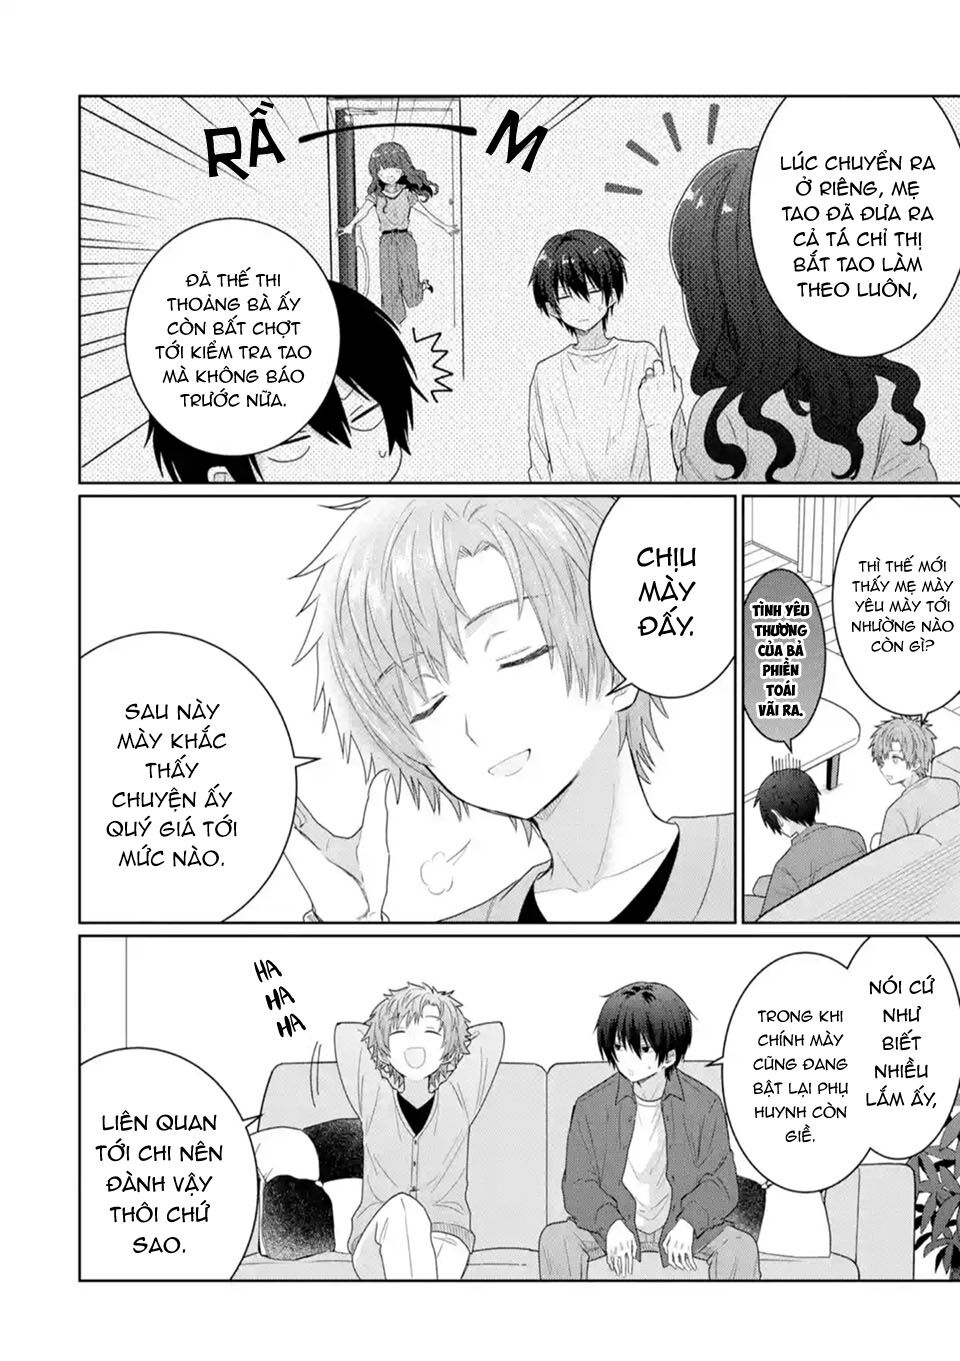 LÚC CHUYỂN RA
Ở RIÊNG, MẸ
TAO ĐÃ ĐƯA RA
CẢ TÁ CHỈ THỊ
BẮT TAO LÀM
THEO LUÔN,
RẦM
ĐÃ THẾ THI
THOẢNG BÀ ẤY
CÒN BẤT CHỢT
TỚI KIỂM TRA TAO
MÀ KHÔNG BÁO
TRƯỚC NỮA.
THÌ THẾ MỚI
THẤY MẸ MÀY
YÊU MÀY TỚI
NHƯỜNG NÀO
CÒN GÌ?
TÌNH YÊU
THƯƠNG
CỦA BẢ
PHIỀN
TOÁI
VÃI RA.
CHỊU
MÀY
ĐẤY.
SAU NÀY
MÀY KHẮC
THẤY
CHUYỆN ẤY
QUÝ GIÁ TỚI
MỨC NÀO.
NÓI CỨ
NHƯ
BIẾT
NHIỀU
LẮM ẤY,
TRONG KHI
CHÍNH MÀY
CŨNG ĐANG
BẬT LẠI PHỤ
HUYNH CÒN
GIỀ.
HA
HA
HA
LIÊN QUAN
TỚI CHI NÊN
ĐÀNH VẬY
THÔI CHỨ
SAO.